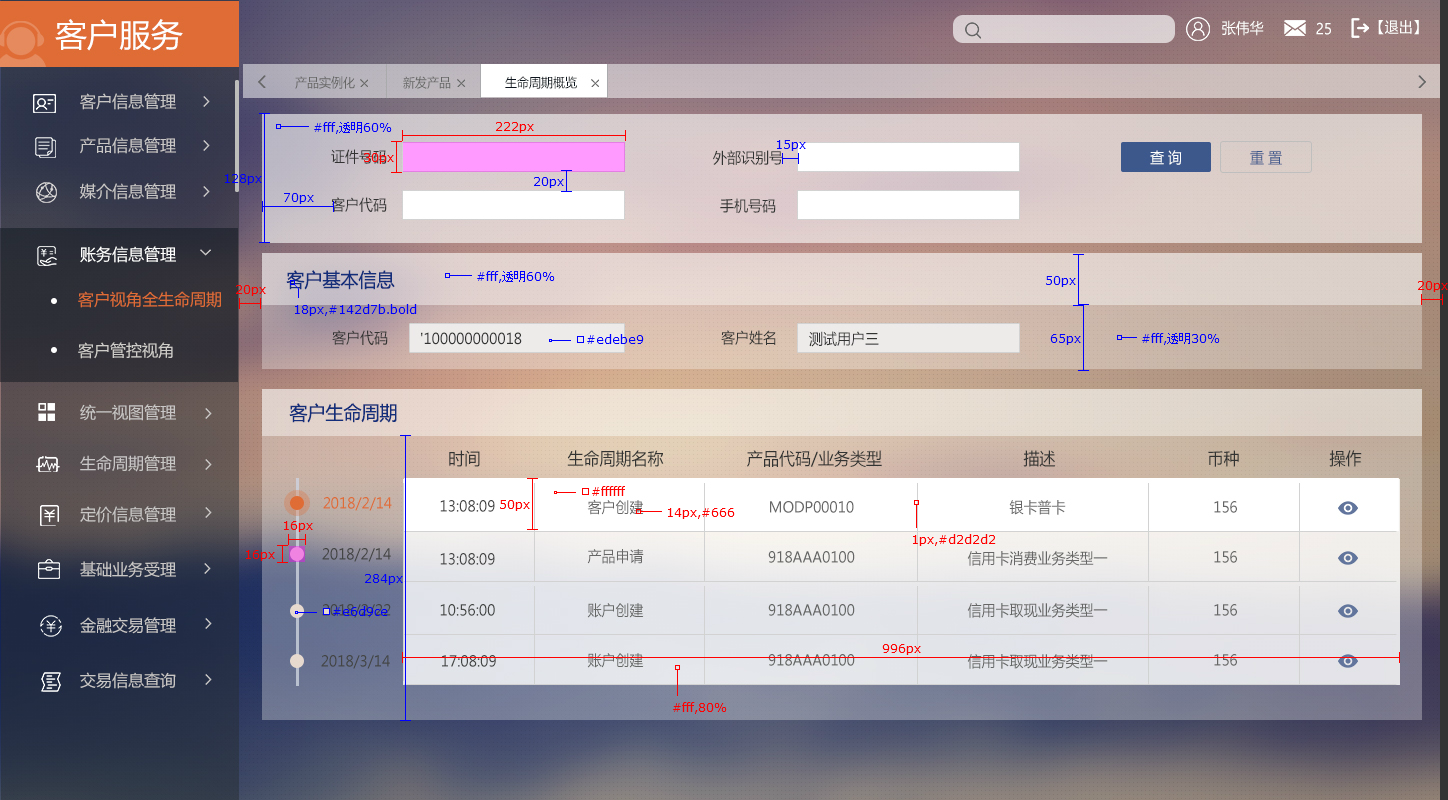 客户服务
张伟华
25
【退出】
产品实例化
新发产品
生命周期概览
客户信息管理
产品信息管理
媒介信息管理
账务信息管理
客户视角全生命周期
客户管控视角
统一视图管理
生命周期管理
定价信息管理
基础业务受理
金融交易管理
交易信息查询
#fff,透明60%
222px
证件号码
外部识别号
15px
查 询
重 置
128px
20px
70px
客户代码
手机号码
客户基本信息
#fff,透明60%
50px
20px
20px
18px,#142d7b.bold
客户代码
'100000000018
#edebe9
客户姓名
测试用户三
65px
#fff,透明30%
客户生命周期
时间 生命周期名称 产品代码/业务类型 描述 币种 操作
2018/2/14 13:08:09 客户创建 MODP00010 银卡普卡 156
50px
#ffffff
14px,#666
1px,#d2d2d2
16px
2018/2/14 13:08:09 产品申请 918AAA0100 信用卡消费业务类型一 156
284px
#e6d9ce
10:56:00 账户创建 918AAA0100 信用卡取现业务类型一 156
996px
2018/3/14 17:08:09 账户创建 918AAA0100 信用卡取现业务类型一 156
#fff,80%